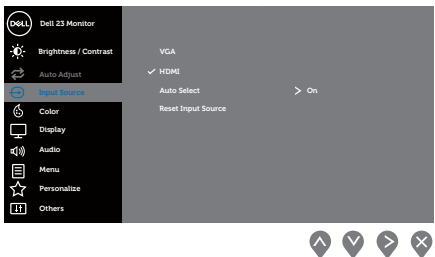 DELL Dell 23 Monitor
Brightness / Contrast
Auto Adjust
Input Source
Color
Display
Audio
Menu
Personalize
Others
VGA
HDMI
Auto Select On
Reset Input Source